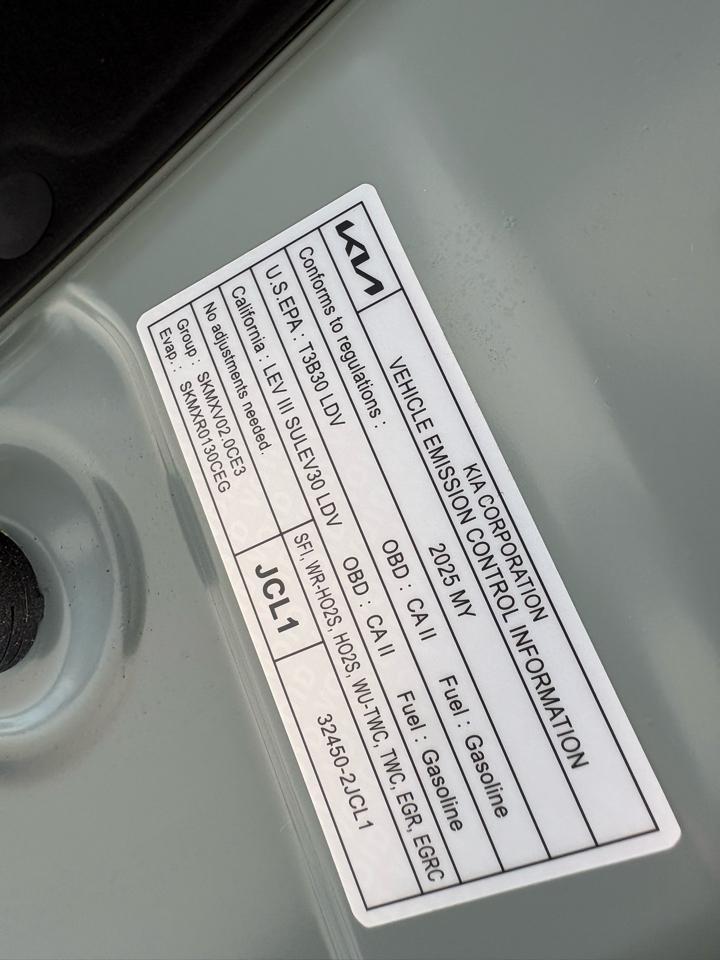 KIA
KIA CORPORATION
VEHICLE EMISSION CONTROL INFORMATION
Conforms to regulations : 2025 MY
U.S.EPA : T3B30 LDV OBD : CA II Fuel : Gasoline
California : LEV III SULEV30 LDV OBD : CA II Fuel : Gasoline
No adjustments needed. SFI, WR-HO2S, HO2S, WU-TWC, TWC, EGR, EGRC
Group : SKMXV02.0CE3
Evap. : SKMXR0130CEG
JCL1
32450-2JCL1